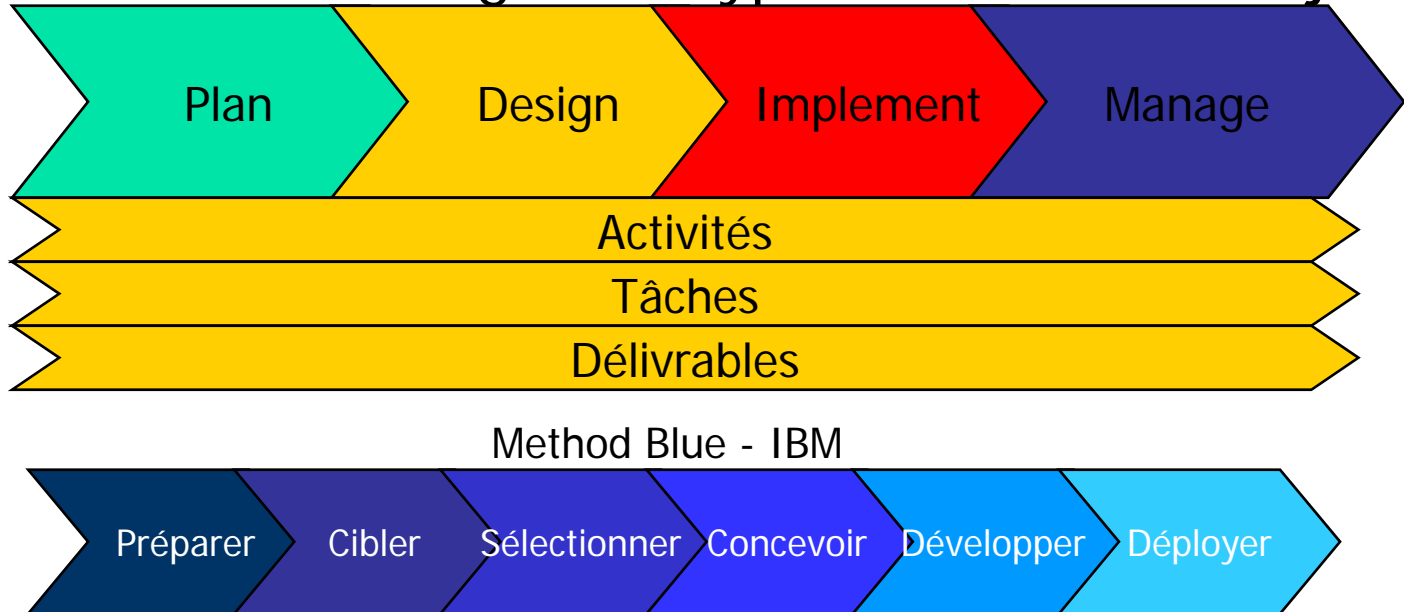 Plan Design Implement Manage
Activités
Tâches
Délivrables
Method Blue - IBM
Préparer Cibler Sélectionner Concevoir Développer Déployer